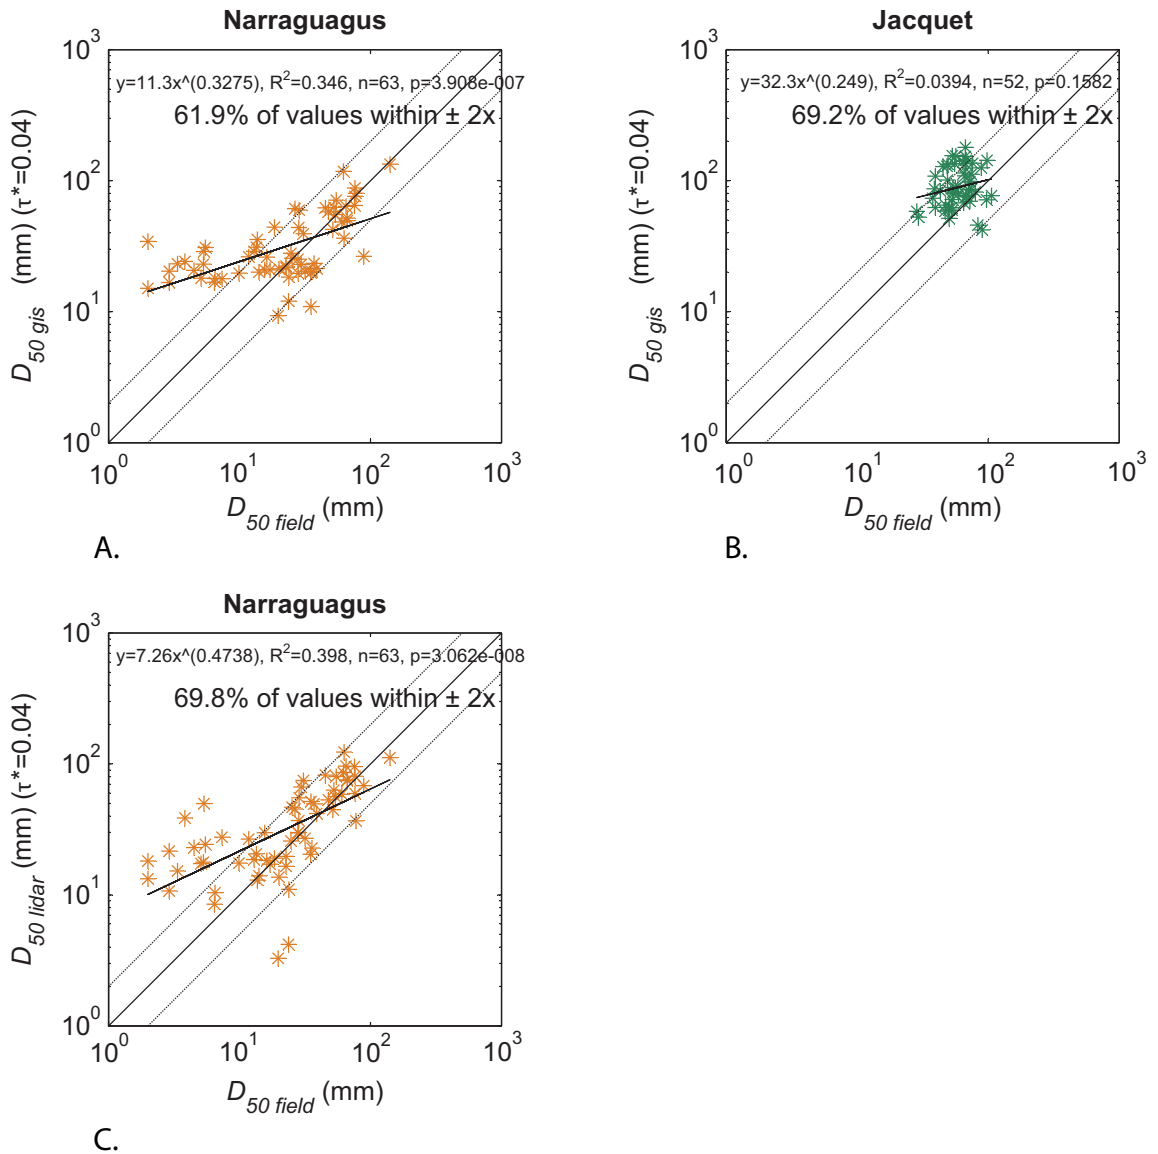 Narraguagus
y=11.3x^(0.3275), R²=0.346, n=63, p=3.908e-007
61.9% of values within ± 2x
10³
10²
10¹
10⁰
D50 gis (mm) (τ*=0.04)
10⁰ 10¹ 10² 10³
D50 field (mm)
A.
Jacquet
y=32.3x^(0.249), R²=0.0394, n=52, p=0.1582
69.2% of values within ± 2x
10³
10²
10¹
10⁰
D50 gis (mm) (τ*=0.04)
10⁰ 10¹ 10² 10³
D50 field (mm)
B.
Narraguagus
y=7.26x^(0.4738), R²=0.398, n=63, p=3.062e-008
69.8% of values within ± 2x
10³
10²
10¹
10⁰
D50 lidar (mm) (τ*=0.04)
10⁰ 10¹ 10² 10³
D50 field (mm)
C.